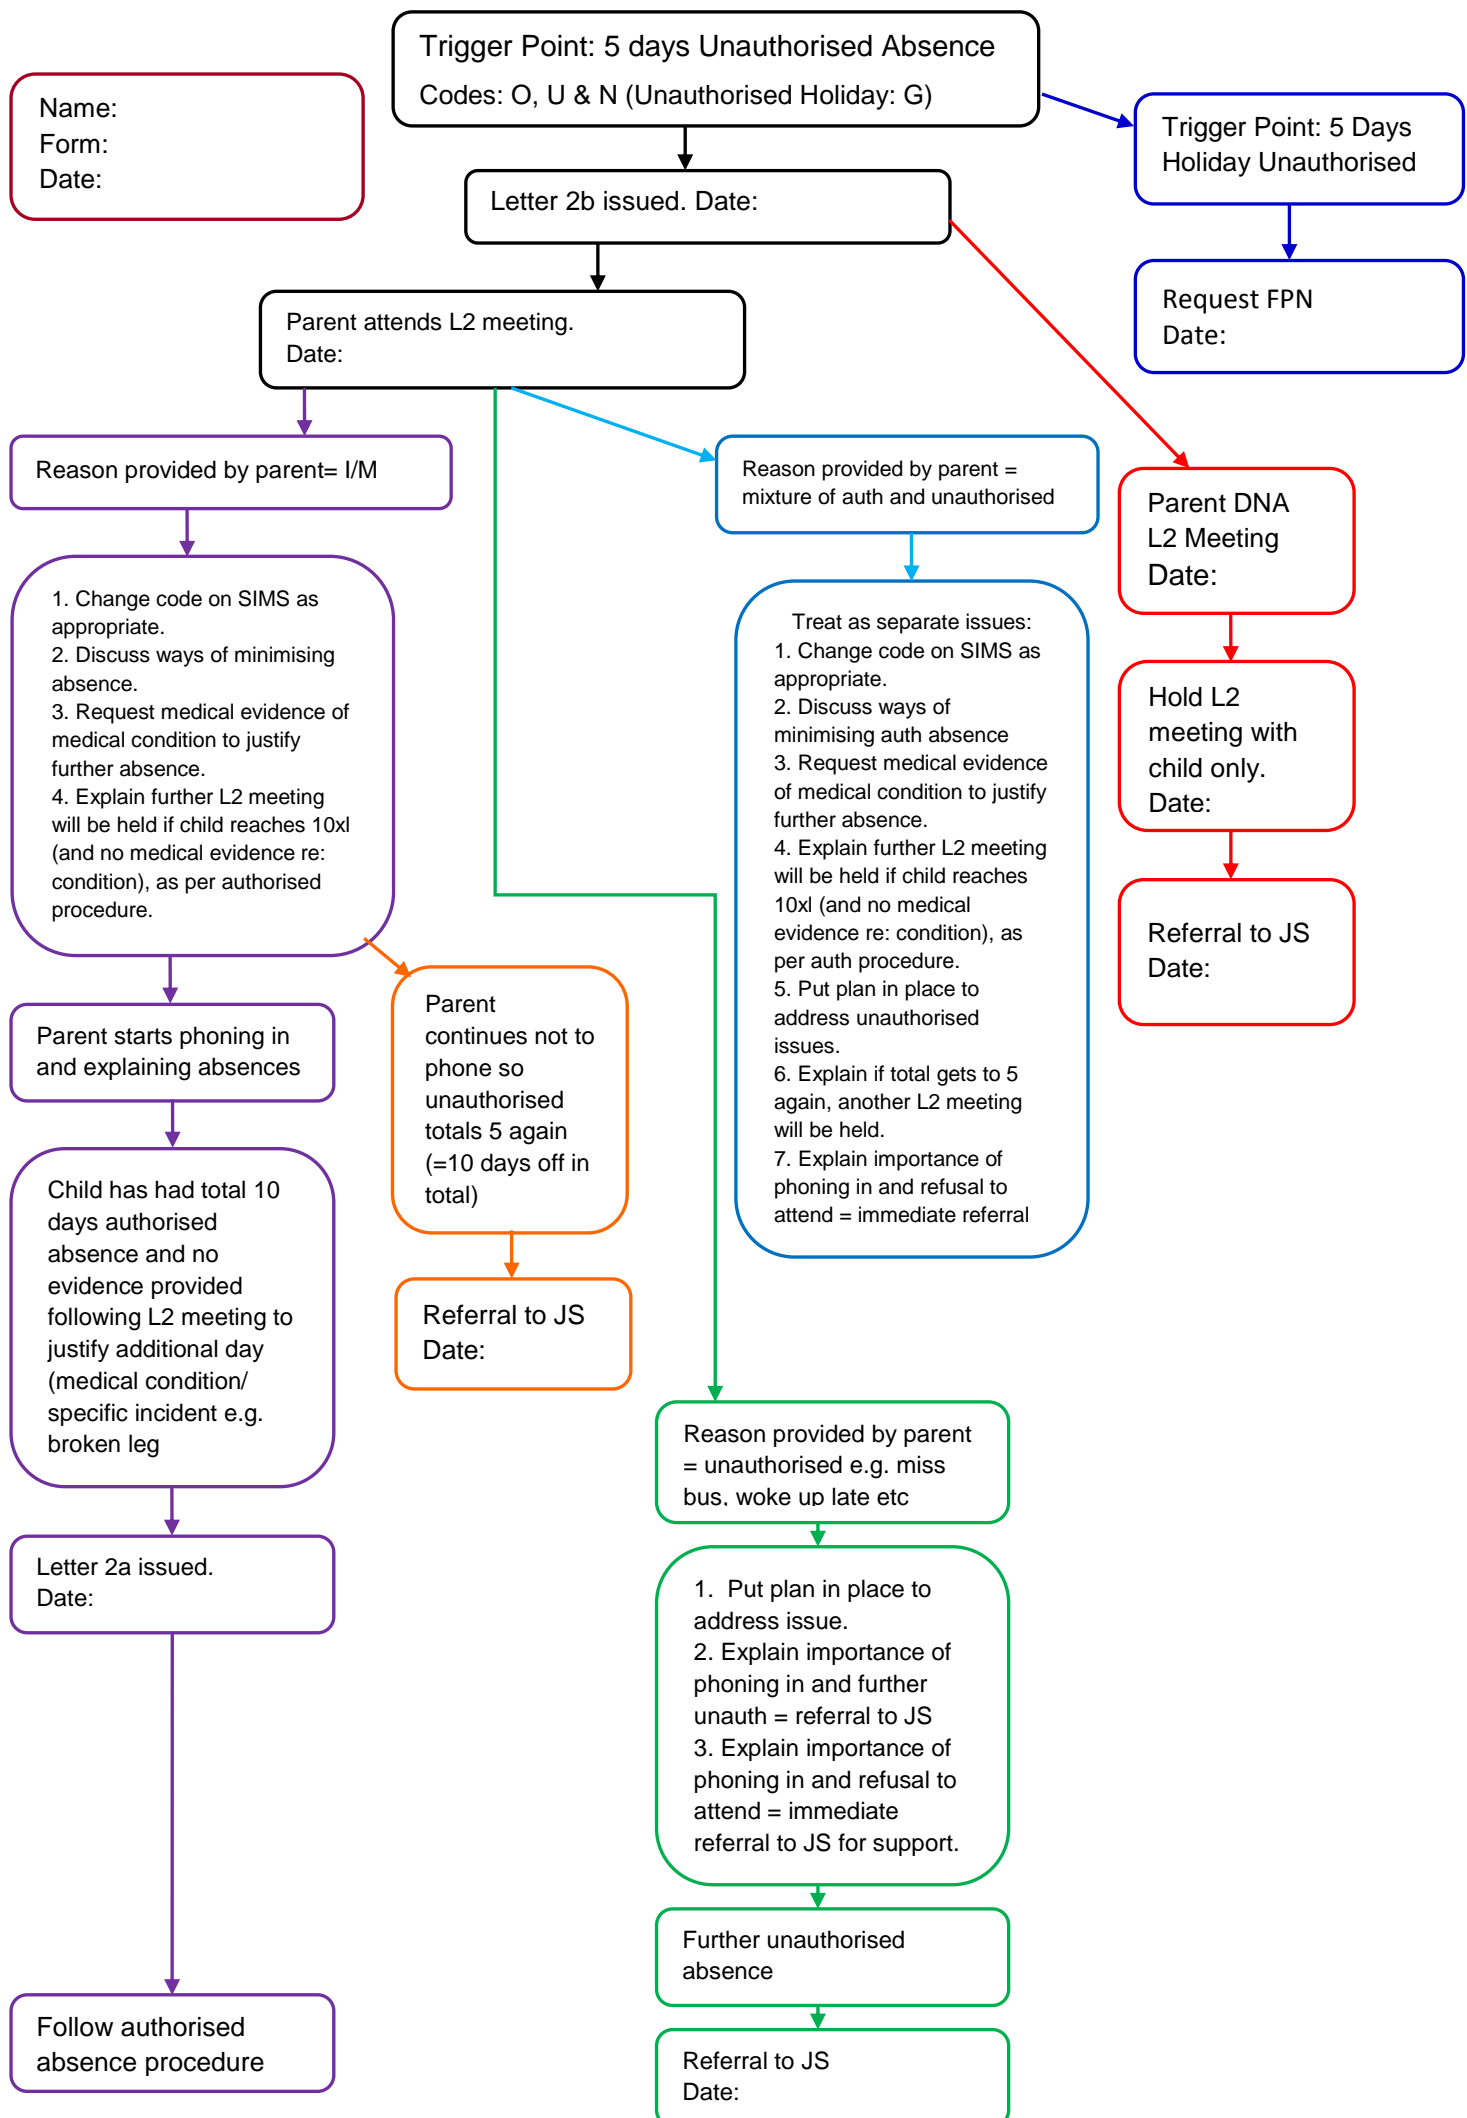 Trigger Point: 5 days Unauthorised Absence
Codes: O, U & N (Unauthorised Holiday: G)
Name:
Form:
Date:
Trigger Point: 5 Days
Holiday Unauthorised
Letter 2b issued. Date:
Request FPN
Date:
Parent attends L2 meeting.
Date:
Reason provided by parent= I/M
Reason provided by parent =
mixture of auth and unauthorised
Parent DNA
L2 Meeting
Date:
1. Change code on SIMS as
appropriate.
2. Discuss ways of minimising
absence.
3. Request medical evidence of
medical condition to justify
further absence.
4. Explain further L2 meeting
will be held if child reaches 10xl
(and no medical evidence re:
condition), as per authorised
procedure.
Treat as separate issues:
1. Change code on SIMS as
appropriate.
2. Discuss ways of
minimising auth absence
3. Request medical evidence
of medical condition to justify
further absence.
4. Explain further L2 meeting
will be held if child reaches
10xl (and no medical
evidence re: condition), as
per auth procedure.
5. Put plan in place to
address unauthorised
issues.
6. Explain if total gets to 5
again, another L2 meeting
will be held.
7. Explain importance of
phoning in and refusal to
attend = immediate referral
Hold L2
meeting with
child only.
Date:
Referral to JS
Date:
Parent starts phoning in
and explaining absences
Parent
continues not to
phone so
unauthorised
totals 5 again
(=10 days off in
total)
Child has had total 10
days authorised
absence and no
evidence provided
following L2 meeting to
justify additional day
(medical condition/
specific incident e.g.
broken leg
Referral to JS
Date:
Reason provided by parent
= unauthorised e.g. miss
bus, woke up late etc
Letter 2a issued.
Date:
1. Put plan in place to
address issue.
2. Explain importance of
phoning in and further
unauth = referral to JS
3. Explain importance of
phoning in and refusal to
attend = immediate
referral to JS for support.
Further unauthorised
absence
Follow authorised
absence procedure
Referral to JS
Date: